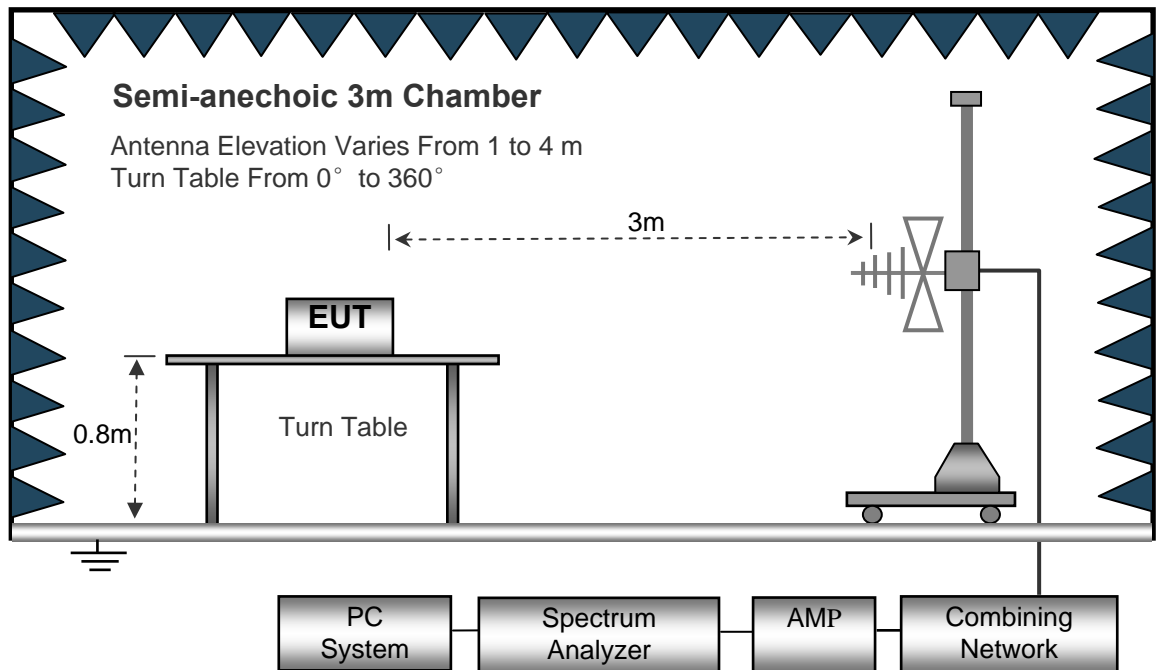 Semi-anechoic 3m Chamber
Antenna Elevation Varies From 1 to 4 m
Turn Table From 0° to 360°
3m
EUT
0.8m
Turn Table
PC
System
Spectrum
Analyzer
AMP
Combining
Network